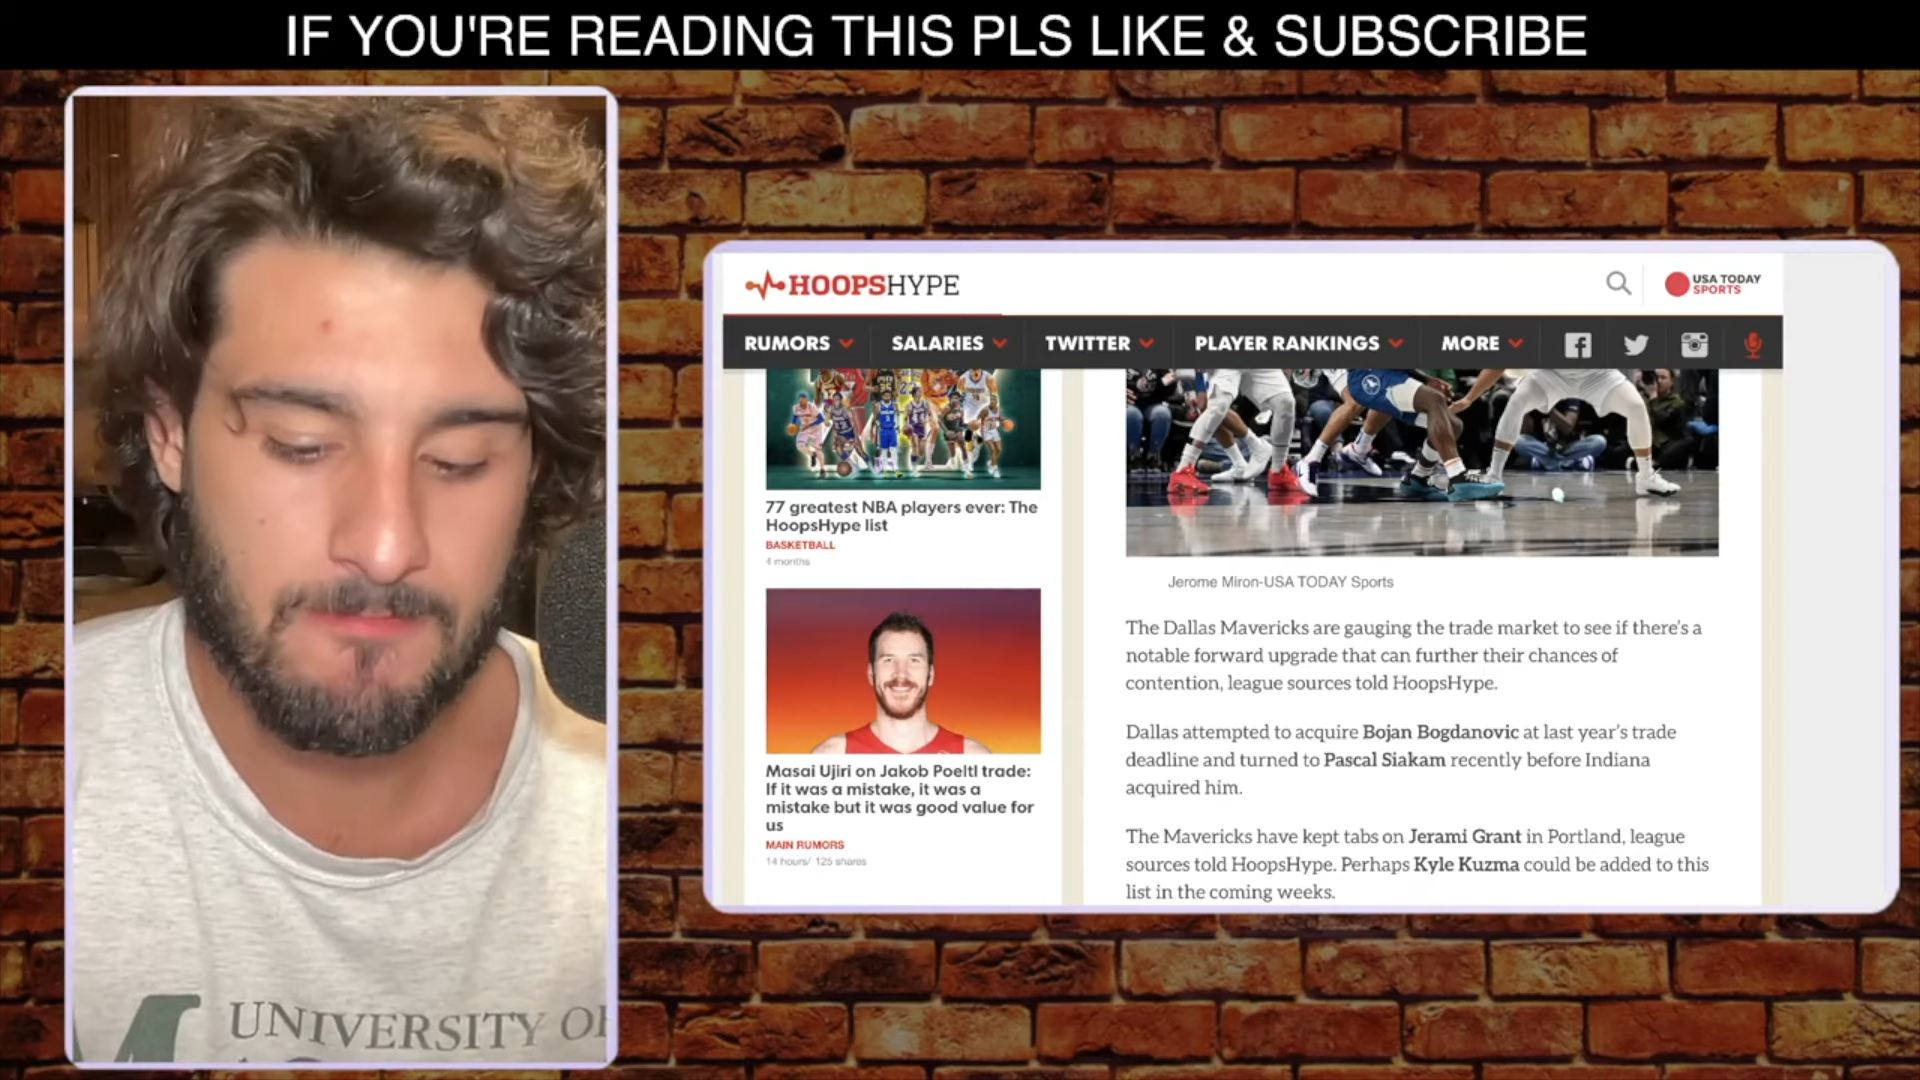 IF YOU'RE READING THIS PLS LIKE & SUBSCRIBE
HOOPSHYPE
USA TODAY
SPORTS
RUMORS
SALARIES
TWITTER
PLAYER RANKINGS
MORE
77 greatest NBA players ever: The
HoopsHype list
BASKETBALL
4 months
Masai Ujiri on Jakob Poeltl trade:
If it was a mistake, it was a
mistake but it was good value for
us
MAIN RUMORS
14 hours/ 125 shares
Jerome Miron-USA TODAY Sports
The Dallas Mavericks are gauging the trade market to see if there's a
notable forward upgrade that can further their chances of
contention, league sources told HoopsHype.
Dallas attempted to acquire Bojan Bogdanovic at last year's trade
deadline and turned to Pascal Siakam recently before Indiana
acquired him.
The Mavericks have kept tabs on Jerami Grant in Portland, league
sources told HoopsHype. Perhaps Kyle Kuzma could be added to this
list in the coming weeks.
UNIVERSITY OF